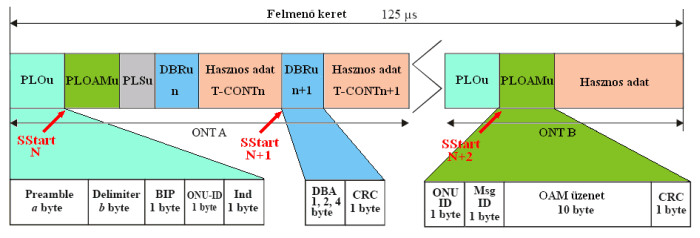 Felmenő keret 125 µs
PLOu
PLOAMu
PLSu
DBRu
n
Hasznos adat
T-CONTn
DBRu
n+1
Hasznos adat
T-CONTn+1
PLOu
PLOAMu
Hasznos adat
SStart
N
ONT A
SStart
N+1
SStart
N+2
ONT B
Preamble
a byte
Delimiter
b byte
BIP
1 byte
ONU-ID
1 byte
Ind
1 byte
DBA
1, 2, 4
byte
CRC
1 byte
ONU
ID
1 byte
Msg
ID
1 byte
OAM üzenet
10 byte
CRC
1 byte